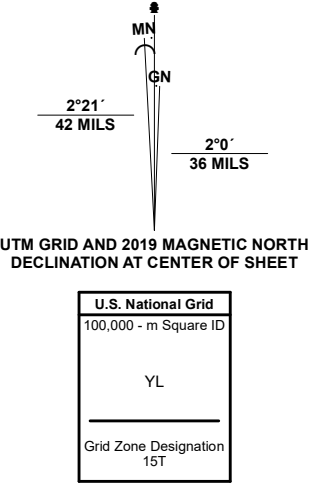 MN
GN
2°21´
42 MILS
2°0´
36 MILS
UTM GRID AND 2019 MAGNETIC NORTH
DECLINATION AT CENTER OF SHEET
U.S. National Grid
100,000 - m Square ID
YL
Grid Zone Designation
15T